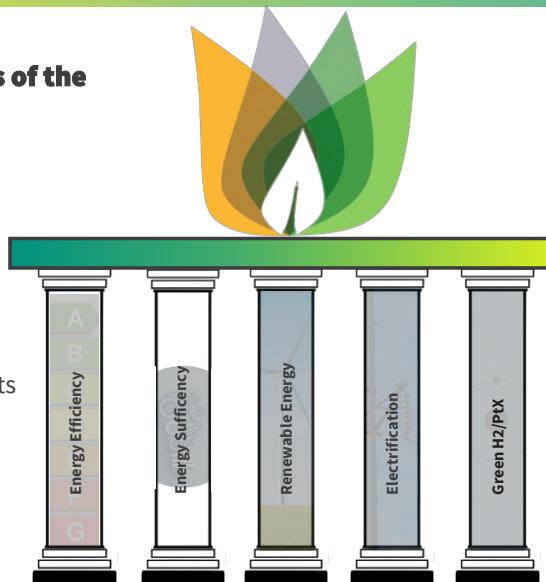 s of the
ts
A
B
G
Energy Efficiency
Energy Sufficency
Renewable Energy
Electrification
Green H2/PtX